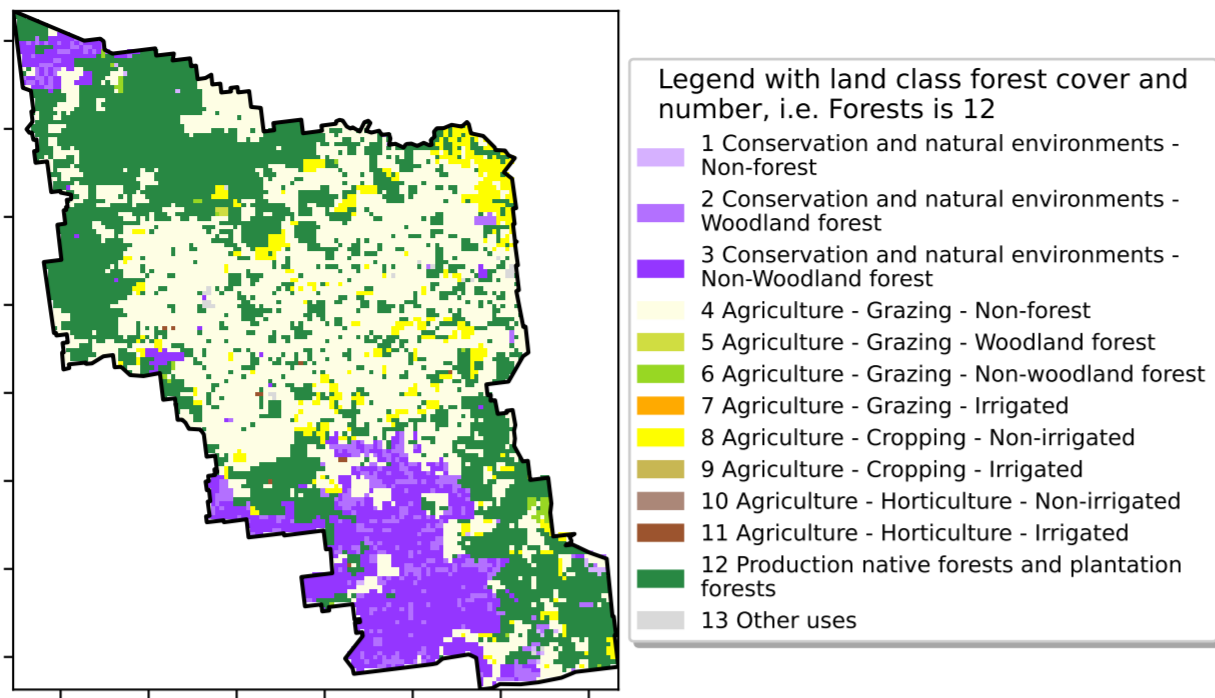 Legend with land class forest cover and
number, i.e. Forests is 12
1 Conservation and natural environments -
Non-forest
2 Conservation and natural environments -
Woodland forest
3 Conservation and natural environments -
Non-Woodland forest
4 Agriculture - Grazing - Non-forest
5 Agriculture - Grazing - Woodland forest
6 Agriculture - Grazing - Non-woodland forest
7 Agriculture - Grazing - Irrigated
8 Agriculture - Cropping - Non-irrigated
9 Agriculture - Cropping - Irrigated
10 Agriculture - Horticulture - Non-irrigated
11 Agriculture - Horticulture - Irrigated
12 Production native forests and plantation
forests
13 Other uses